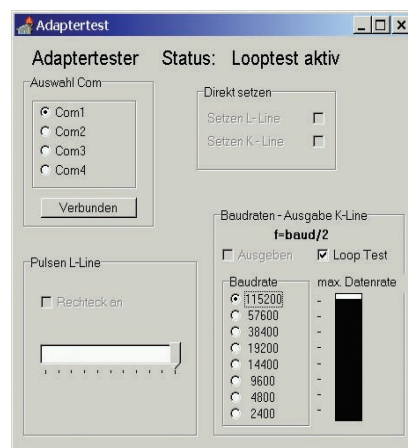 Adaptertest
Adaptertester Status: Looptest aktiv
Auswahl Com
Com1
Com2
Com3
Com4
Verbunden
Direkt setzen
Setzen L-Line
Setzen K-Line
Pulsen L-Line
Rechteck an
Baudraten - Ausgabe K-Line
f=baud/2
Ausgeben Loop Test
Baudrate max. Datenrate
115200
57600
38400
19200
14400
9600
4800
2400